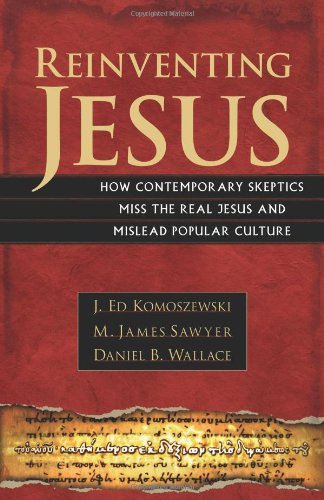 REINVENTING
JESUS
HOW CONTEMPORARY SKEPTICS
MISS THE REAL JESUS AND
MISLEAD POPULAR CULTURE
J. ED KOMOSZEWSKI
M. JAMES SAWYER
DANIEL B. WALLACE